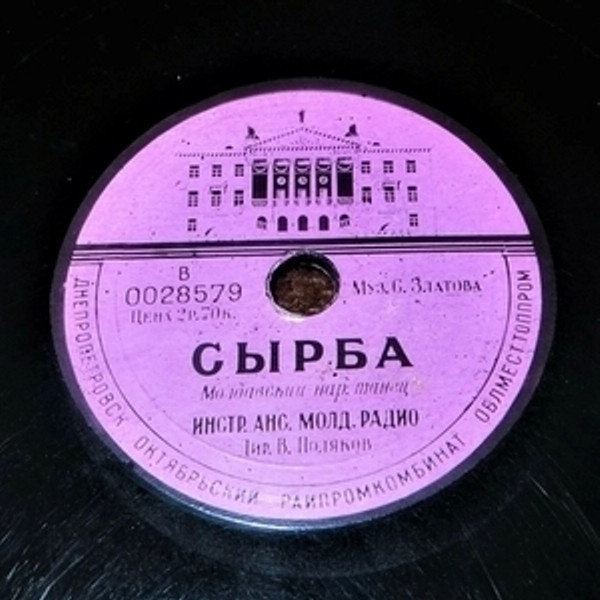 В
0028579
Цена 2р.70к.
Муз. С. Златова
СЫРБА
Молдавский нар. танец
ИНСТР. АНС. МОЛД. РАДИО
Дир. В. Поляков
ДНЕПРОПЕТРОВСК ОКТЯБРЬСКИЙ РАЙПРОМКОМБИНАТ ОБЛМЕСТТОППРОМ